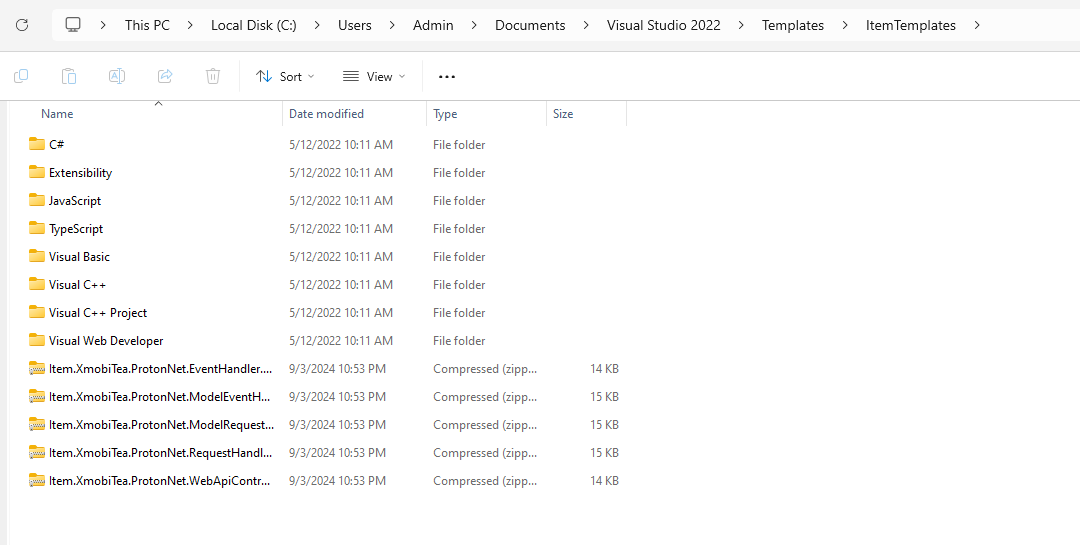 This PC > Local Disk (C:) > Users > Admin > Documents > Visual Studio 2022 > Templates > ItemTemplates >
Sort View ...
Name Date modified Type Size
C# 5/12/2022 10:11 AM File folder
Extensibility 5/12/2022 10:11 AM File folder
JavaScript 5/12/2022 10:11 AM File folder
TypeScript 5/12/2022 10:11 AM File folder
Visual Basic 5/12/2022 10:11 AM File folder
Visual C++ 5/12/2022 10:11 AM File folder
Visual C++ Project 5/12/2022 10:11 AM File folder
Visual Web Developer 5/12/2022 10:11 AM File folder
Item.XmobiTea.ProtonNet.EventHandler.... 9/3/2024 10:53 PM Compressed (zipp... 14 KB
Item.XmobiTea.ProtonNet.ModelEventH... 9/3/2024 10:53 PM Compressed (zipp... 15 KB
Item.XmobiTea.ProtonNet.ModelRequest... 9/3/2024 10:53 PM Compressed (zipp... 15 KB
Item.XmobiTea.ProtonNet.RequestHandl... 9/3/2024 10:53 PM Compressed (zipp... 15 KB
Item.XmobiTea.ProtonNet.WebApiContr... 9/3/2024 10:53 PM Compressed (zipp... 14 KB